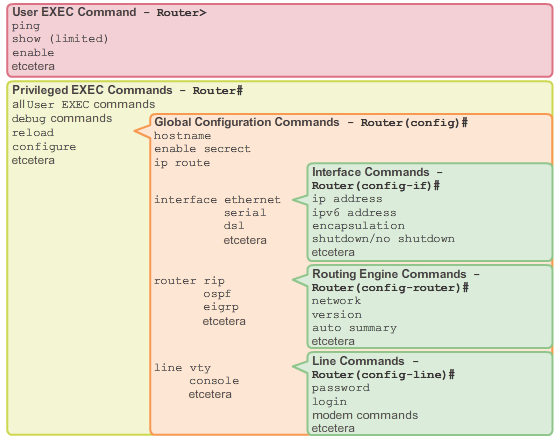 User EXEC Command - Router>
ping
show (limited)
enable
etcetera
Privileged EXEC Commands - Router#
all User EXEC commands
debug commands
reload
configure
etcetera
Global Configuration Commands - Router(config)#
hostname
enable secrect
ip route
interface ethernet
serial
dsl
etcetera
Interface Commands -
Router(config-if)#
ip address
ipv6 address
encapsulation
shutdown/no shutdown
etcetera
router rip
ospf
eigrp
etcetera
Routing Engine Commands -
Router(config-router)#
network
version
auto summary
etcetera
line vty
console
etcetera
Line Commands -
Router(config-line)#
password
login
modem commands
etcetera